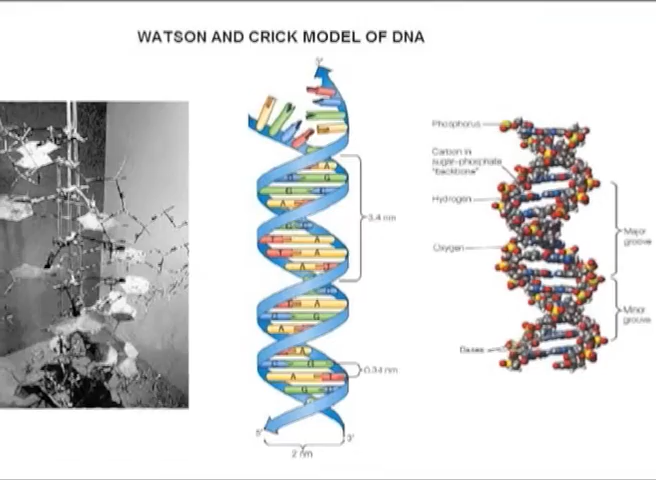 WATSON AND CRICK MODEL OF DNA
3.4 nm
0.34 nm
5'
3'
2 nm
A
G
T
Phosphorus
Carbon in
sugar-phosphate
"backbone"
Hydrogen
Oxygen
Bases
Major
groove
Minor
groove